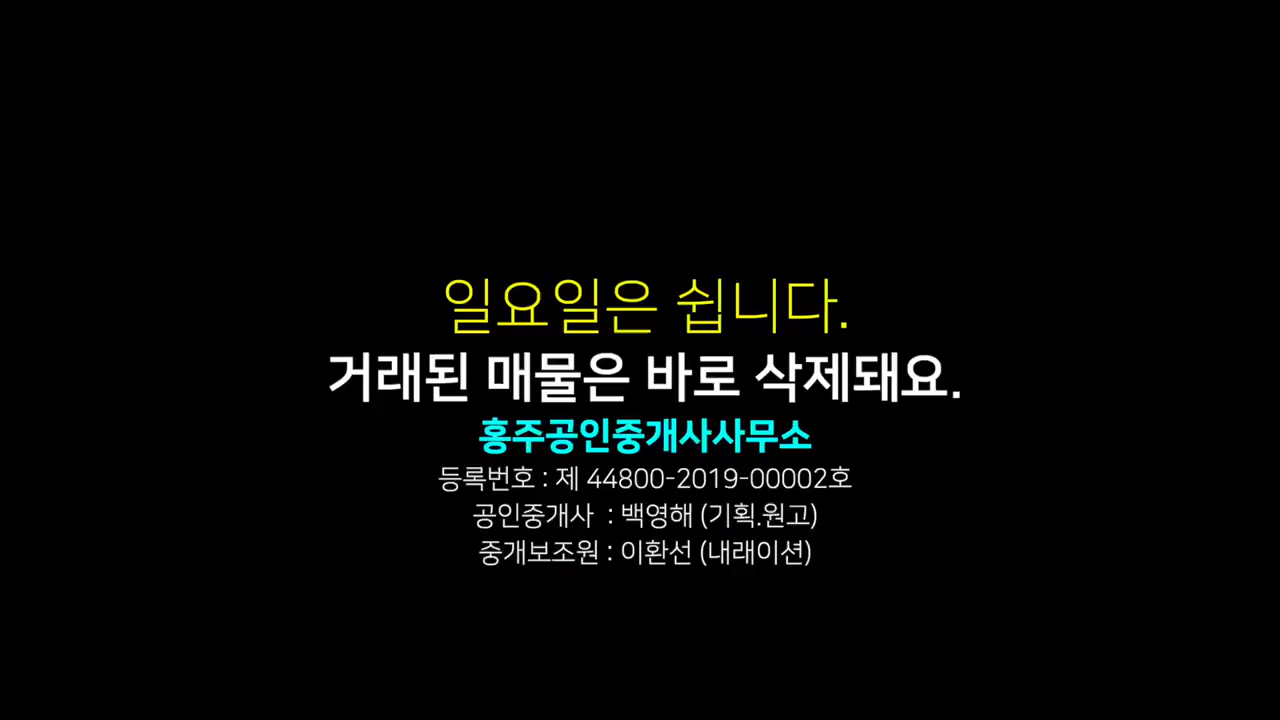 일요일은 쉽니다.
거래된 매물은 바로 삭제돼요.
홍주공인중개사사무소
등록번호 : 제 44800-2019-00002호
공인중개사 : 백영해 (기획.원고)
중개보조원 : 이환선 (내래이션)